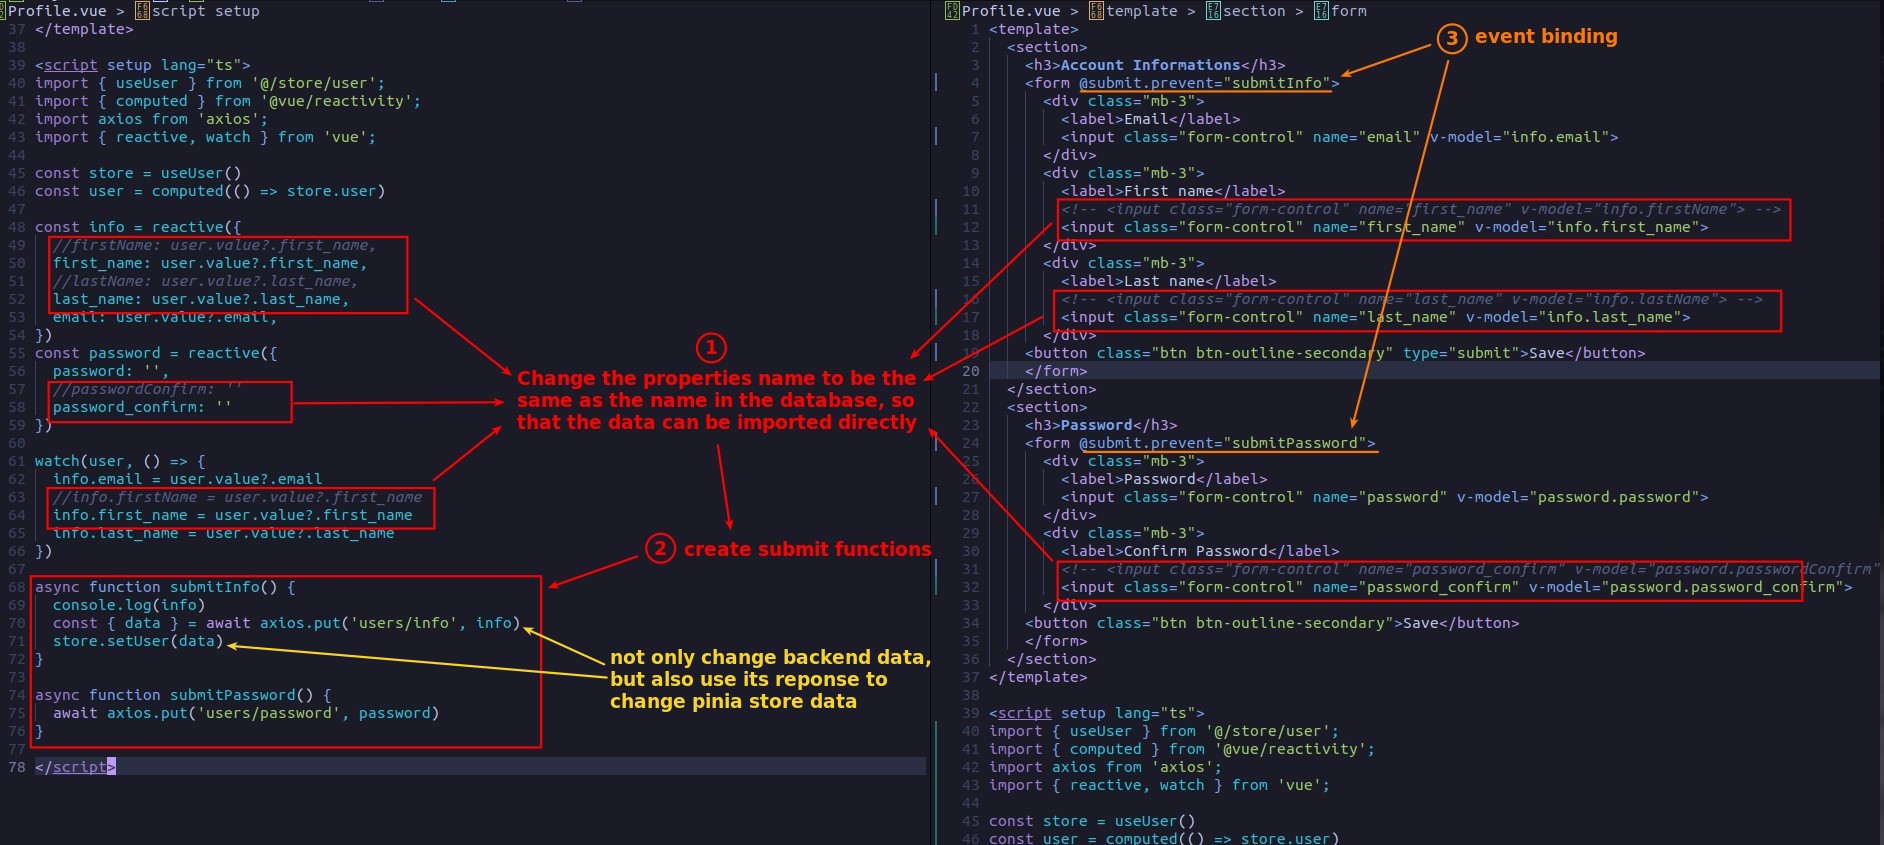 Profile.vue > script setup
37 </template>
38
39 <script setup lang="ts">
40 import { useUser } from '@/store/user';
41 import { computed } from '@vue/reactivity';
42 import axios from 'axios';
43 import { reactive, watch } from 'vue';
44
45 const store = useUser()
46 const user = computed(() => store.user)
47
48 const info = reactive({
49 //firstName: user.value?.first_name,
50 first_name: user.value?.first_name,
51 //lastName: user.value?.last_name,
52 last_name: user.value?.last_name,
53 email: user.value?.email,
54 })
55 const password = reactive({
56 password: '',
57 //passwordConfirm: ''
58 password_confirm: ''
59 })
60
61 watch(user, () => {
62 info.email = user.value?.email
63 //info.firstName = user.value?.first_name
64 info.first_name = user.value?.first_name
65 info.last_name = user.value?.last_name
66 })
67
68 async function submitInfo() {
69 console.log(info)
70 const { data } = await axios.put('users/info', info)
71 store.setUser(data)
72 }
73
74 async function submitPassword() {
75 await axios.put('users/password', password)
76 }
77
78 </script>
1
Change the properties name to be the
same as the name in the database, so
that the data can be imported directly
2 create submit functions
not only change backend data,
but also use its reponse to
change pinia store data
Profile.vue > template > section > form
3 event binding
1 <template>
2 <section>
3 <h3>Account Informations</h3>
4 <form @submit.prevent="submitInfo">
5 <div class="mb-3">
6 <label>Email</label>
7 <input class="form-control" name="email" v-model="info.email">
8 </div>
9 <div class="mb-3">
10 <label>First name</label>
11 <!-- <input class="form-control" name="first_name" v-model="info.firstName"> -->
12 <input class="form-control" name="first_name" v-model="info.first_name">
13 </div>
14 <div class="mb-3">
15 <label>Last name</label>
16 <!-- <input class="form-control" name="last_name" v-model="info.lastName"> -->
17 <input class="form-control" name="last_name" v-model="info.last_name">
18 </div>
19 <button class="btn btn-outline-secondary" type="submit">Save</button>
20 </form>
21 </section>
22 <section>
23 <h3>Password</h3>
24 <form @submit.prevent="submitPassword">
25 <div class="mb-3">
26 <label>Password</label>
27 <input class="form-control" name="password" v-model="password.password">
28 </div>
29 <div class="mb-3">
30 <label>Confirm Password</label>
31 <!-- <input class="form-control" name="password_confirm" v-model="password.passwordConfirm"
32 <input class="form-control" name="password_confirm" v-model="password.password_confirm">
33 </div>
34 <button class="btn btn-outline-secondary">Save</button>
35 </form>
36 </section>
37 </template>
38
39 <script setup lang="ts">
40 import { useUser } from '@/store/user';
41 import { computed } from '@vue/reactivity';
42 import axios from 'axios';
43 import { reactive, watch } from 'vue';
44
45 const store = useUser()
46 const user = computed(() => store.user)